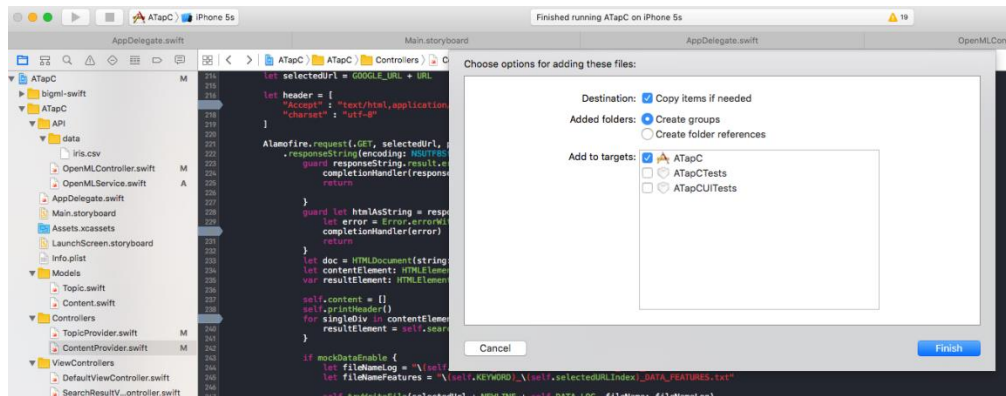 ATapC iPhone 5s
Finished running ATapC on iPhone 5s
19
AppDelegate.swift
Main.storyboard
AppDelegate.swift
OpenMLCon
ATapC M
bigml-swift
ATapC
API
data
iris.csv
OpenMLController.swift M
OpenMLService.swift A
AppDelegate.swift
Main.storyboard
Assets.xcassets
LaunchScreen.storyboard
Info.plist
Models
Topic.swift
Content.swift
Controllers
TopicProvider.swift M
ContentProvider.swift M
ViewControllers
DefaultViewController.swift
SearchResultV...ontroller.swift
ATapC ATapC Controllers C
let selectedUrl = GOOGLE_URL + URL
let header = [
"Accept" : "text/html,application,
"charset" : "utf-8"
]
Alamofire.request(.GET, selectedUrl, p
.responseString(encoding: NSUTF8S
guard responseString.result.e
completionHandler(response
return
}
guard let htmlAsString = respo
let error = Error.errorWi
completionHandler(error)
return
}
let doc = HTMLDocument(string:
let contentElement: HTMLEleme
var resultElement: HTMLElemen
self.content = []
self.printHeader()
for singleDiv in contentEleme
resultElement = self.sear
}
if mockDataEnable {
let fileNameLog = "\(self
let fileNameFeatures = "\(self.KEYWORD)_\(self.selectedURLIndex)_DATA_FEATURES.txt"
Choose options for adding these files:
Destination: Copy items if needed
Added folders: Create groups
Create folder references
Add to targets: ATapC
ATapCTests
ATapCUITests
Cancel
Finish